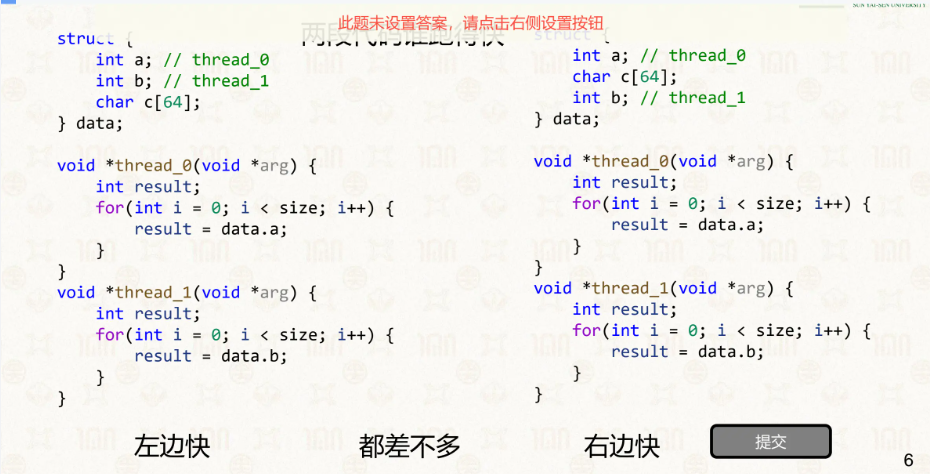 SUN YAT-SEN UNIVERSITY
此题未设置答案，请点击右侧设置按钮
两段代码谁跑得快
struct {
    int a; // thread_0
    int b; // thread_1
    char c[64];
} data;
void *thread_0(void *arg) {
    int result;
    for(int i = 0; i < size; i++) {
        result = data.a;
    }
}
void *thread_1(void *arg) {
    int result;
    for(int i = 0; i < size; i++) {
        result = data.b;
    }
}
struct {
    int a; // thread_0
    char c[64];
    int b; // thread_1
} data;
void *thread_0(void *arg) {
    int result;
    for(int i = 0; i < size; i++) {
        result = data.a;
    }
}
void *thread_1(void *arg) {
    int result;
    for(int i = 0; i < size; i++) {
        result = data.b;
    }
}
左边快
都差不多
右边快
提交
6